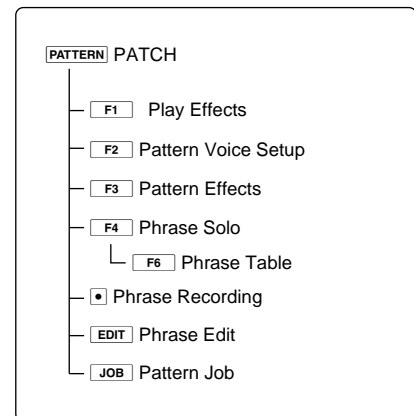 PATTERN PATCH
F1 Play Effects
F2 Pattern Voice Setup
F3 Pattern Effects
F4 Phrase Solo
F6 Phrase Table
Phrase Recording
EDIT Phrase Edit
JOB Pattern Job